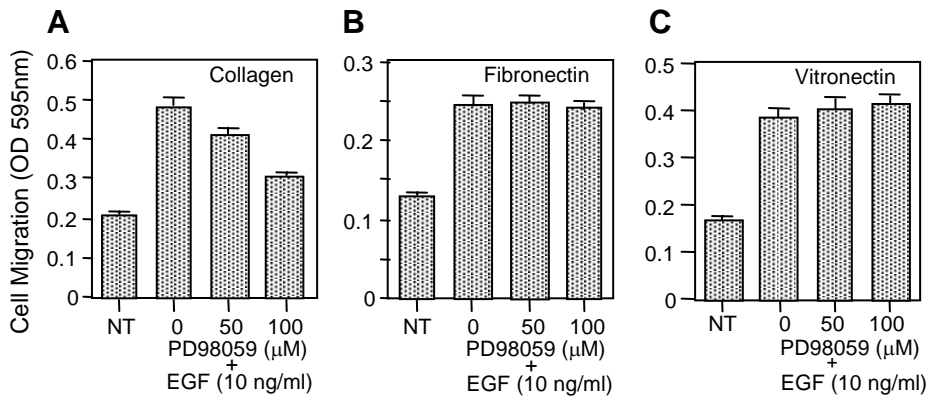 A
B
C
Cell Migration (OD 595nm)
0.6
0.5
0.4
0.3
0.2
0.1
0
Collagen
NT 0 50 100
PD98059 (μM)
+
EGF (10 ng/ml)
0.3
0.2
0.1
0
Fibronectin
NT 0 50 100
PD98059 (μM)
+
EGF (10 ng/ml)
0.5
0.4
0.3
0.2
0.1
0
Vitronectin
NT 0 50 100
PD98059 (μM)
+
EGF (10 ng/ml)